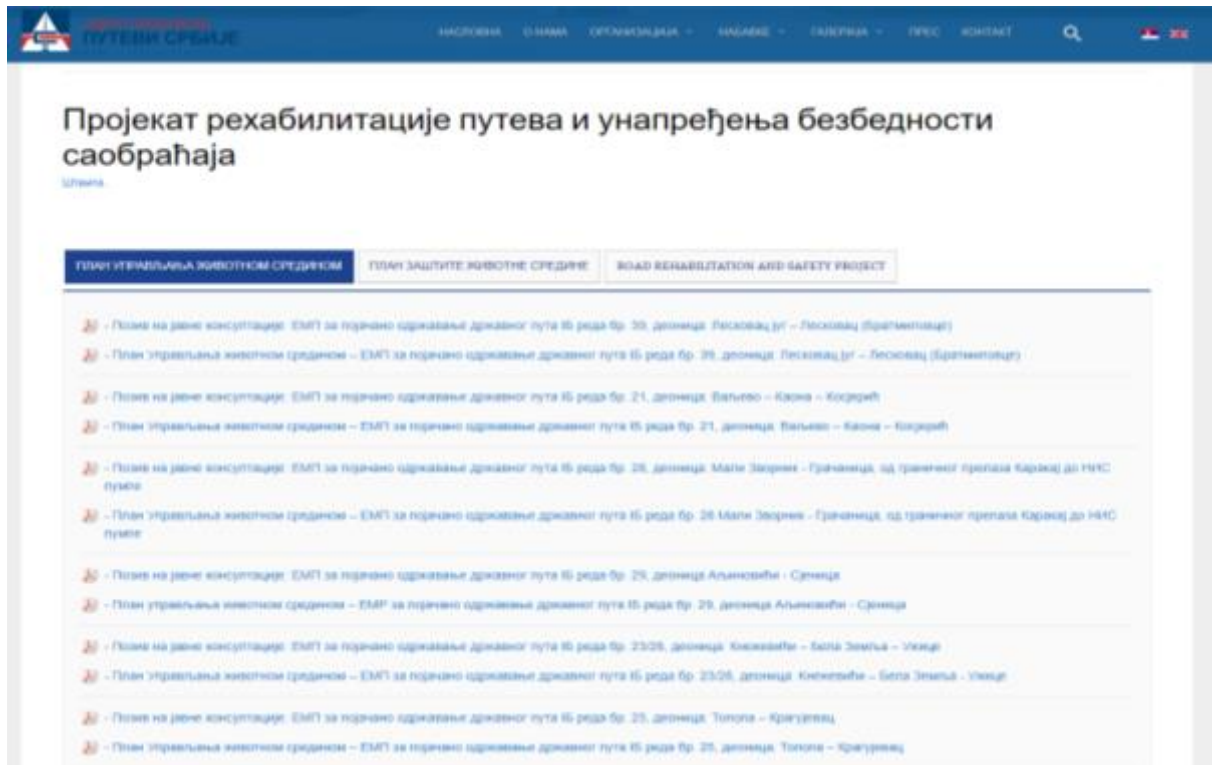 ПУТЕВИ СРБИЈЕ
НАСЛОВНА О НАМА ОРГАНИЗАЦИЈА НАБАВКЕ ГАЛЕРИЈА ПРЕС КОНТАКТ
Пројекат рехабилитације путева и унапређења безбедности
саобраћаја
Штампа
ПЛАН УПРАВЉАЊА ЖИВОТНОМ СРЕДИНОМ ПЛАН ЗАШТИТЕ ЖИВОТНЕ СРЕДИНЕ ROAD REHABILITATION AND SAFETY PROJECT
- Позив на јавне консултације: ЕМП за појачано одржавање државног пута IБ реда бр. 39, деоница: Лесковац југ – Лесковац (Братмиловце)
- План Управљања животном средином – ЕМП за појачано одржавање државног пута IБ реда бр. 39, деоница: Лесковац југ – Лесковац (Братмиловце)
- Позив на јавне консултације: ЕМП за појачано одржавање државног пута IБ реда бр. 21, деоница: Ваљево – Каона – Косјерић
- План Управљања животном средином – ЕМП за појачано одржавање државног пута IБ реда бр. 21, деоница: Ваљево – Каона – Косјерић
- Позив на јавне консултације: ЕМП за појачано одржавање државног пута IБ реда бр. 26, деоница: Мали Зворник - Грачаница, од граничног прелаза Каракај до НИС
пумпе
- План Управљања животном средином – ЕМП за појачано одржавање државног пута IБ реда бр. 26 Мали Зворник - Грачаница, од граничног прелаза Каракај до НИС
пумпе
- Позив на јавне консултације: ЕМП за појачано одржавање државног пута IБ реда бр. 29, деоница Аљиновићи - Сјеница
- План управљања животном средином – ЕМР за појачано одржавање државног пута IБ реда бр. 29, деоница Аљиновићи - Сјеница
- Позив на јавне консултације: ЕМП за појачано одржавање државног пута IБ реда бр. 23/28, деоница: Кнежевићи – Бела Земља – Ужице
- План Управљања животном средином – ЕМП за појачано одржавање државног пута IБ реда бр. 23/28, деоница: Кнежевићи – Бела Земља - Ужице
- Позив на јавне консултације: ЕМП за појачано одржавање државног пута IБ реда бр. 25, деоница: Топола – Крагујевац
- План Управљања животном средином – ЕМП за појачано одржавање државног пута IБ реда бр. 25, деоница: Топола – Крагујевац